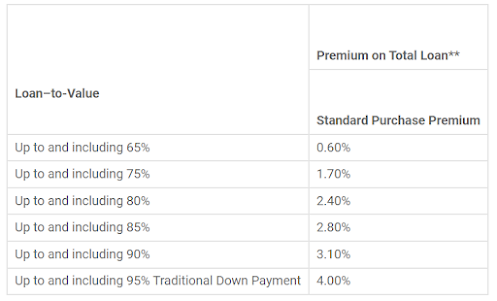 Premium on Total Loan**
Loan–to-Value
Standard Purchase Premium
Up to and including 65% 0.60%
Up to and including 75% 1.70%
Up to and including 80% 2.40%
Up to and including 85% 2.80%
Up to and including 90% 3.10%
Up to and including 95% Traditional Down Payment 4.00%